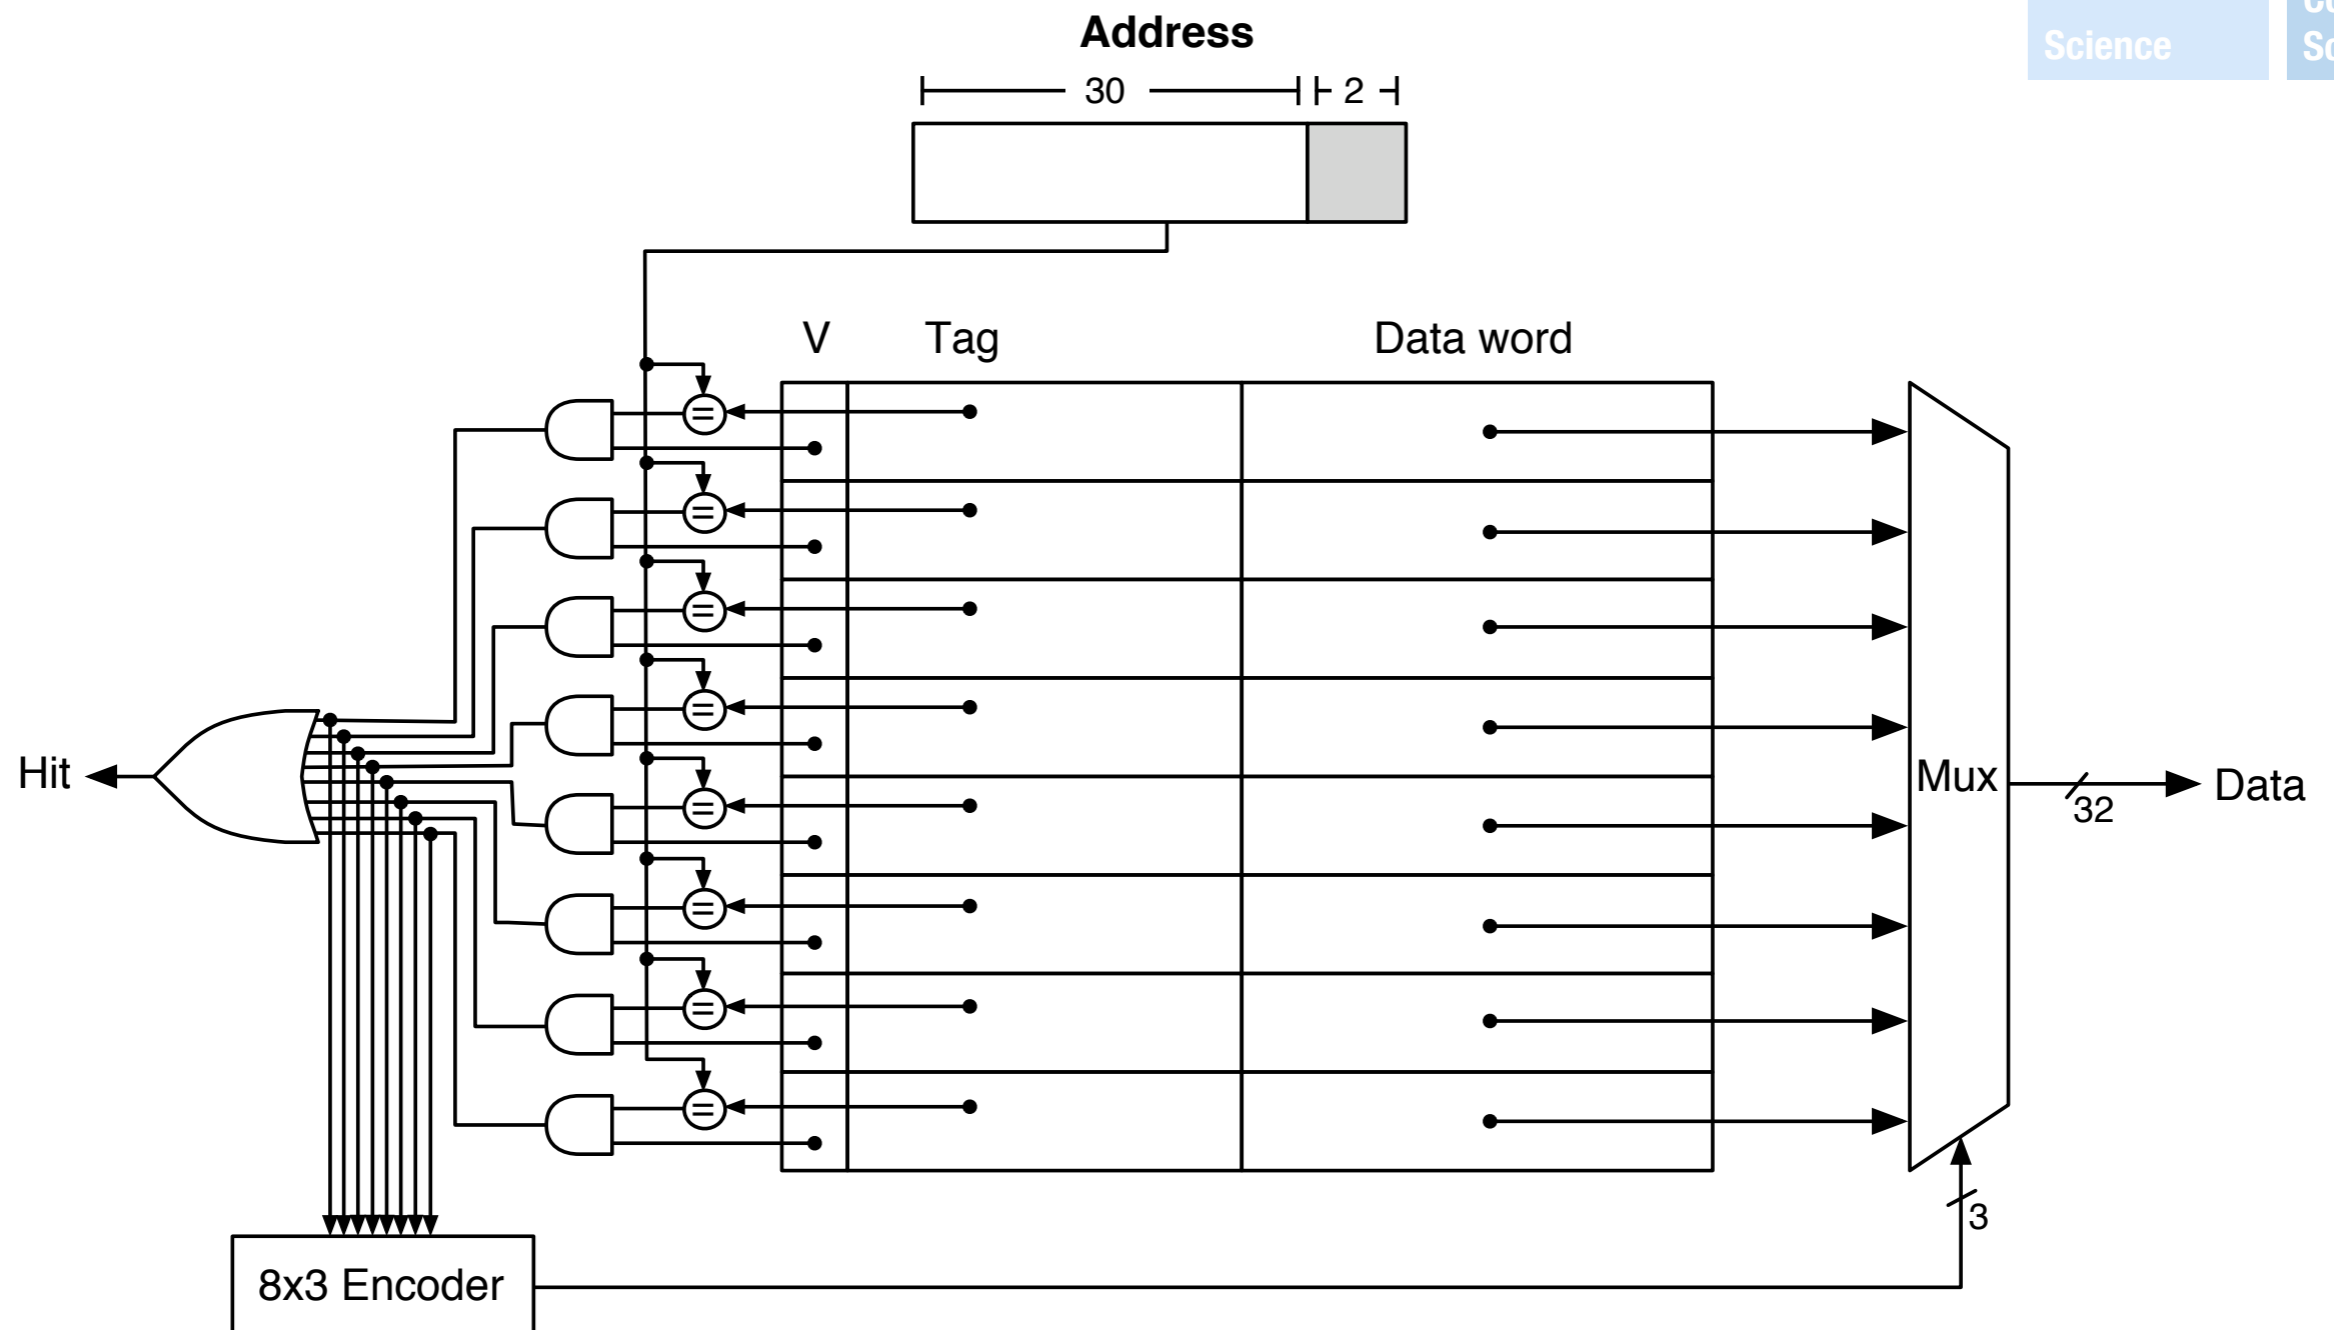 Address
Science
30 2
V Tag Data word
=
=
=
=
=
=
=
=
Hit
Mux
32
Data
3
8x3 Encoder